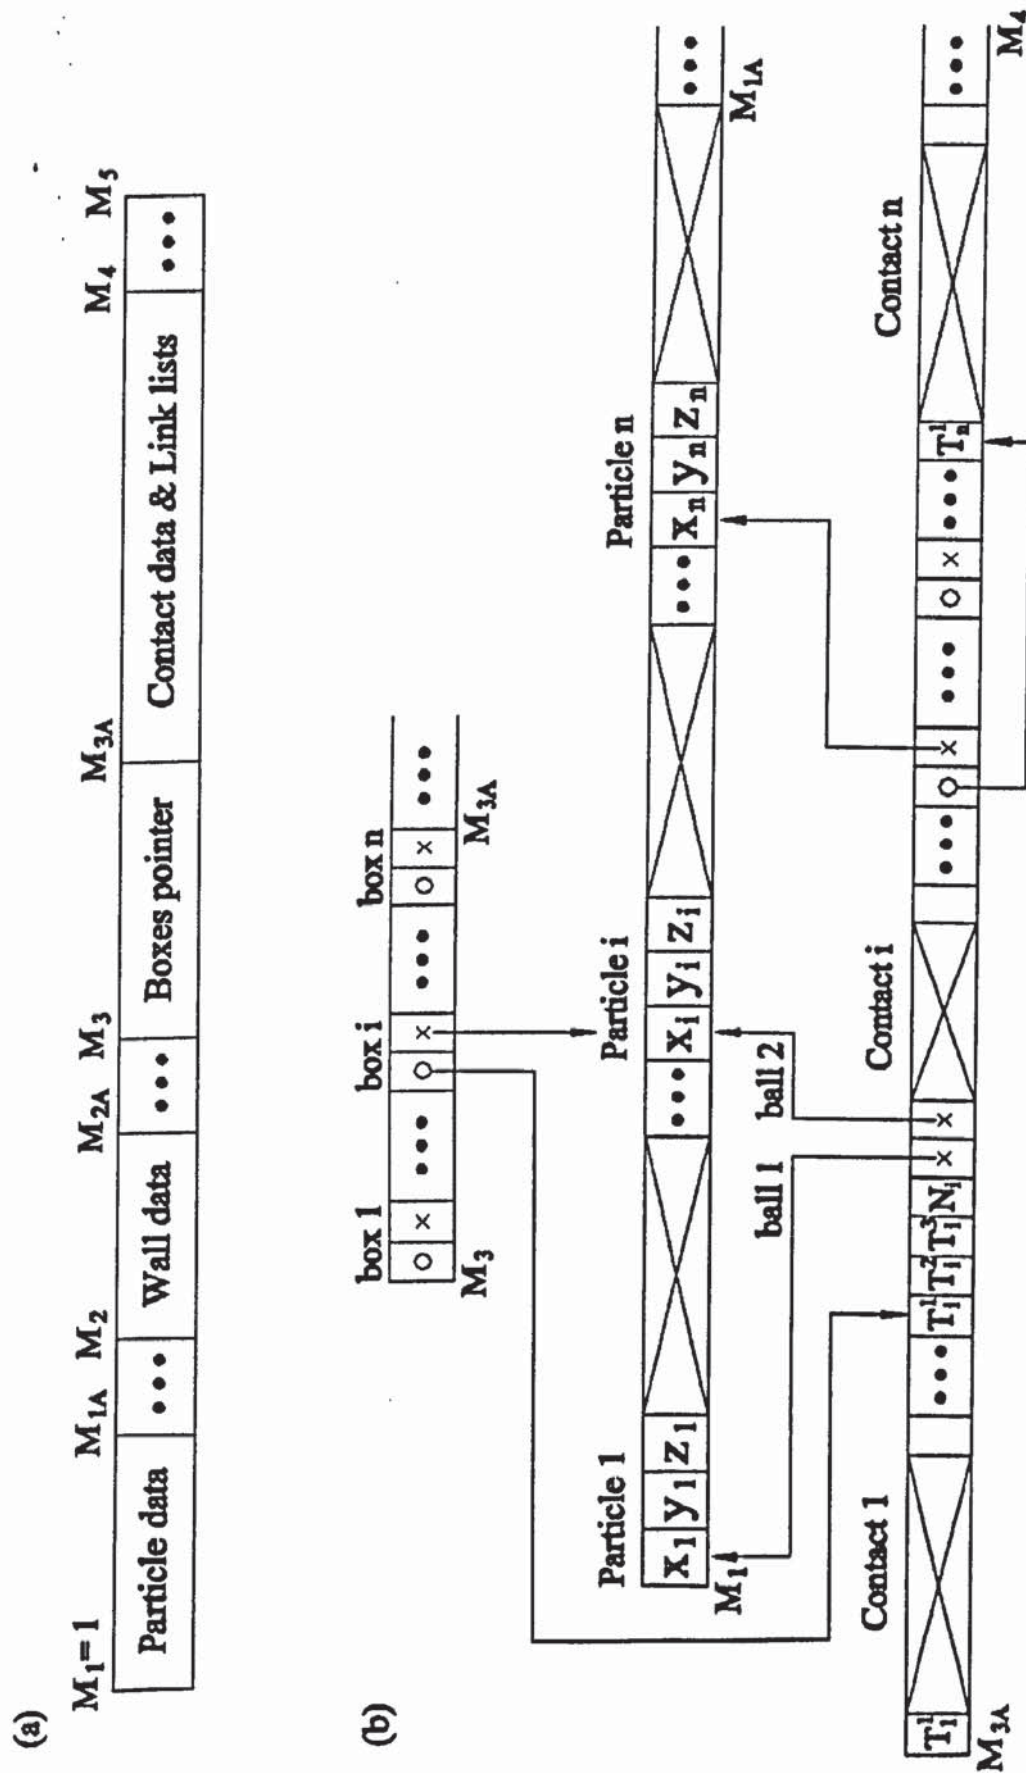 (a)
M₁=1 M₁A M₂ M₂A M₃ M₃A M₄ M₅
Particle data ••• Wall data ••• Boxes pointer Contact data & Link lists •••
(b)
box 1 box i box n
○ × ••• ○ × ••• ○ × •••
M₃ M₃A
Particle 1 Particle i Particle n
x₁ y₁ z₁ ••• xᵢ yᵢ zᵢ ••• xₙ yₙ zₙ •••
M₁ M₁A
ball 1 ball 2
Contact 1 Contact i Contact n
T₁¹ ••• Tᵢ¹ Tᵢ² Tᵢ³ Nᵢ × × ••• ○ × ••• ○ × •••• Tₙ¹ •••
M₃A M₄